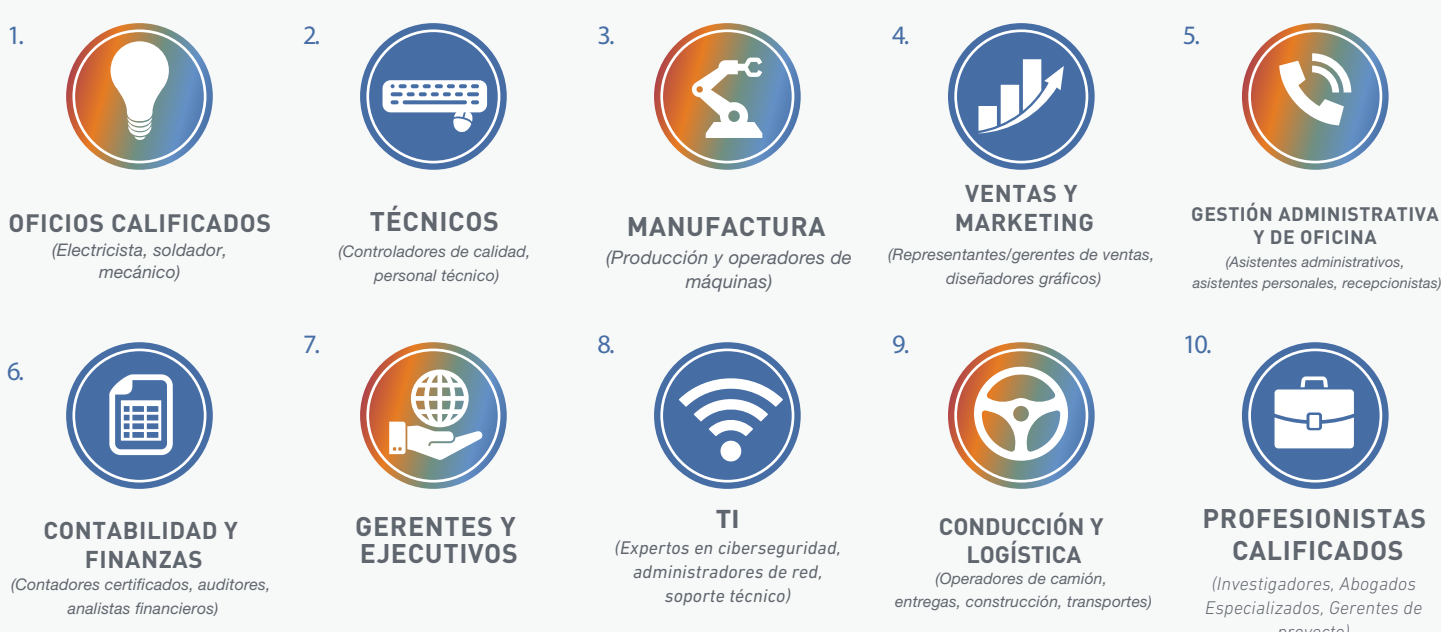 1.
OFICIOS CALIFICADOS
(Electricista, soldador,
mecánico)
2.
TÉCNICOS
(Controladores de calidad,
personal técnico)
3.
MANUFACTURA
(Producción y operadores de
máquinas)
4.
VENTAS Y
MARKETING
(Representantes/gerentes de ventas,
diseñadores gráficos)
5.
GESTIÓN ADMINISTRATIVA
Y DE OFICINA
(Asistentes administrativos,
asistentes personales, recepcionistas)
6.
CONTABILIDAD Y
FINANZAS
(Contadores certificados, auditores,
analistas financieros)
7.
GERENTES Y
EJECUTIVOS
8.
TI
(Expertos en ciberseguridad,
administradores de red,
soporte técnico)
9.
CONDUCCIÓN Y
LOGÍSTICA
(Operadores de camión,
entregas, construcción, transportes)
10.
PROFESIONISTAS
CALIFICADOS
(Investigadores, Abogados
Especializados, Gerentes de
proyecto)